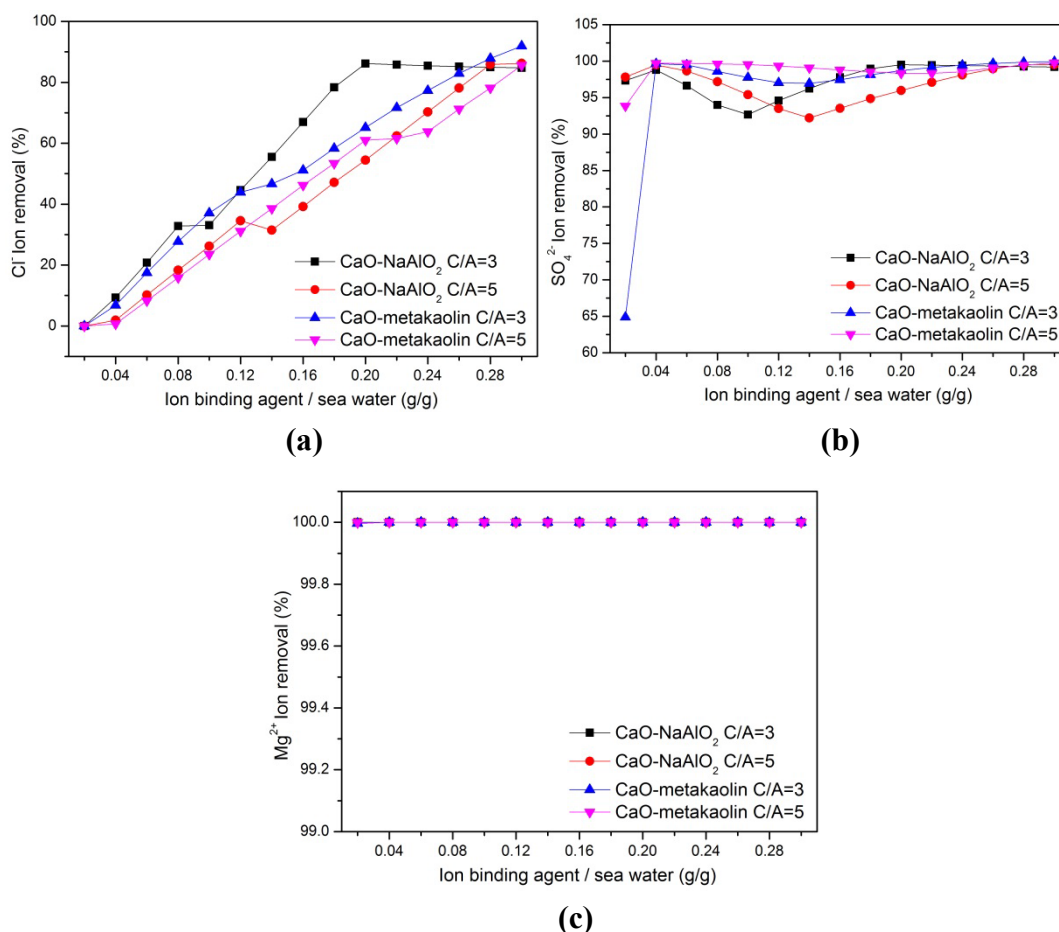 100
80
60
40
20
0
Cl⁻ Ion removal (%)
CaO-NaAlO₂ C/A=3
CaO-NaAlO₂ C/A=5
CaO-metakaolin C/A=3
CaO-metakaolin C/A=5
0.04 0.08 0.12 0.16 0.20 0.24 0.28
Ion binding agent / sea water (g/g)
(a)
105
100
95
90
85
80
75
70
65
60
SO₄²⁻ Ion removal (%)
CaO-NaAlO₂ C/A=3
CaO-NaAlO₂ C/A=5
CaO-metakaolin C/A=3
CaO-metakaolin C/A=5
0.04 0.08 0.12 0.16 0.20 0.24 0.28
Ion binding agent / sea water (g/g)
(b)
100.0
99.8
99.6
99.4
99.2
99.0
Mg²⁺ Ion removal (%)
CaO-NaAlO₂ C/A=3
CaO-NaAlO₂ C/A=5
CaO-metakaolin C/A=3
CaO-metakaolin C/A=5
0.04 0.08 0.12 0.16 0.20 0.24 0.28
Ion binding agent / sea water (g/g)
(c)